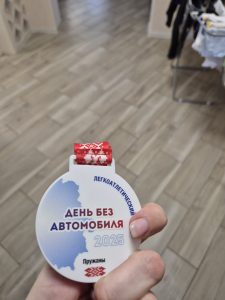 ЛЕГКОАТЛЕТИЧЕСКИЙ
ДЕНЬ БЕЗ
АВТОМОБИЛЯ
2025
Пружаны